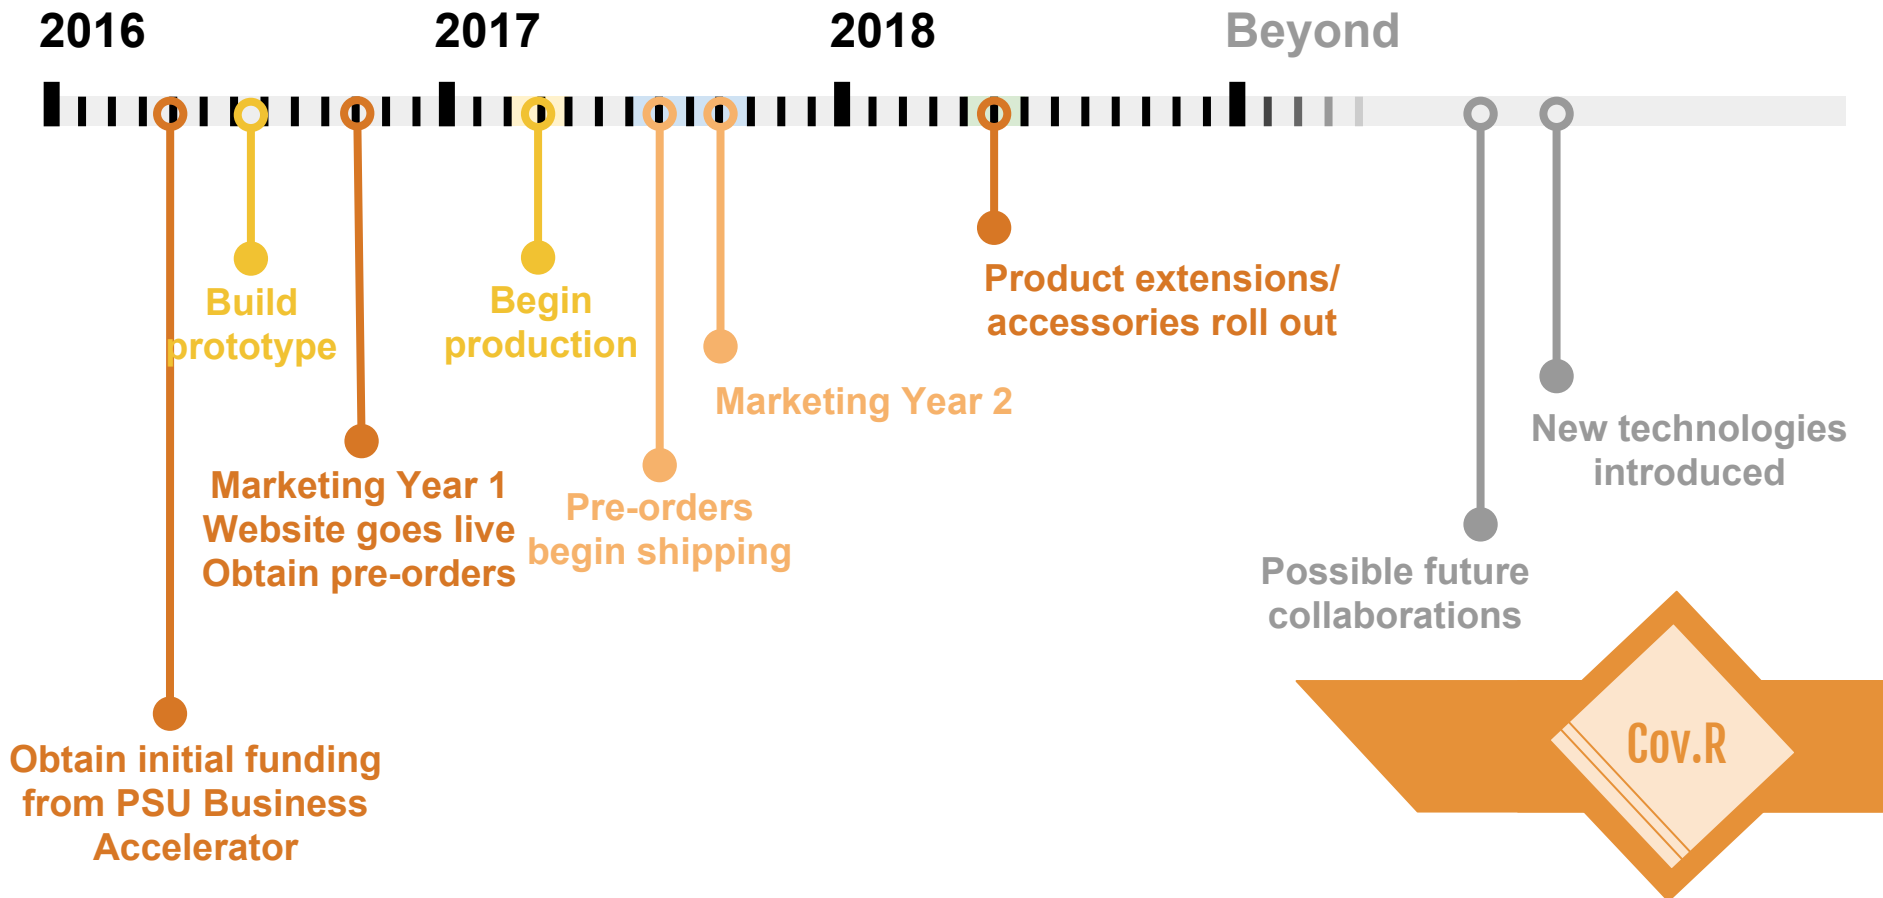 2016
2017
2018
Beyond
Build
prototype
Begin
production
Product extensions/
accessories roll out
Marketing Year 2
New technologies
introduced
Marketing Year 1
Website goes live
Obtain pre-orders
Pre-orders
begin shipping
Possible future
collaborations
Obtain initial funding
from PSU Business
Accelerator
Cov.R